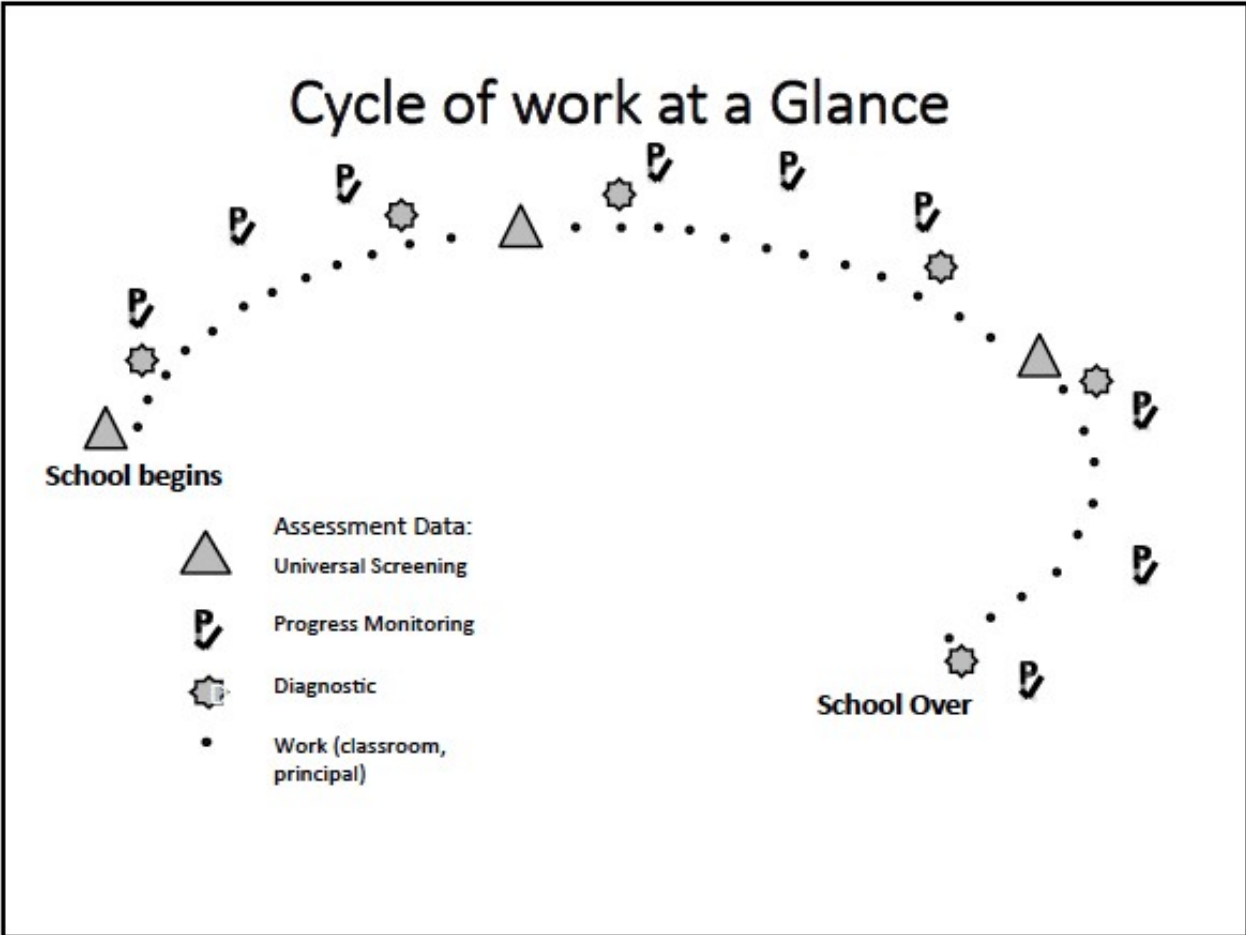 Cycle of work at a Glance
P
P
P
P
P
P
P
P
P
School begins
Assessment Data:
Universal Screening
P
Progress Monitoring
Diagnostic
Work (classroom,
principal)
School Over